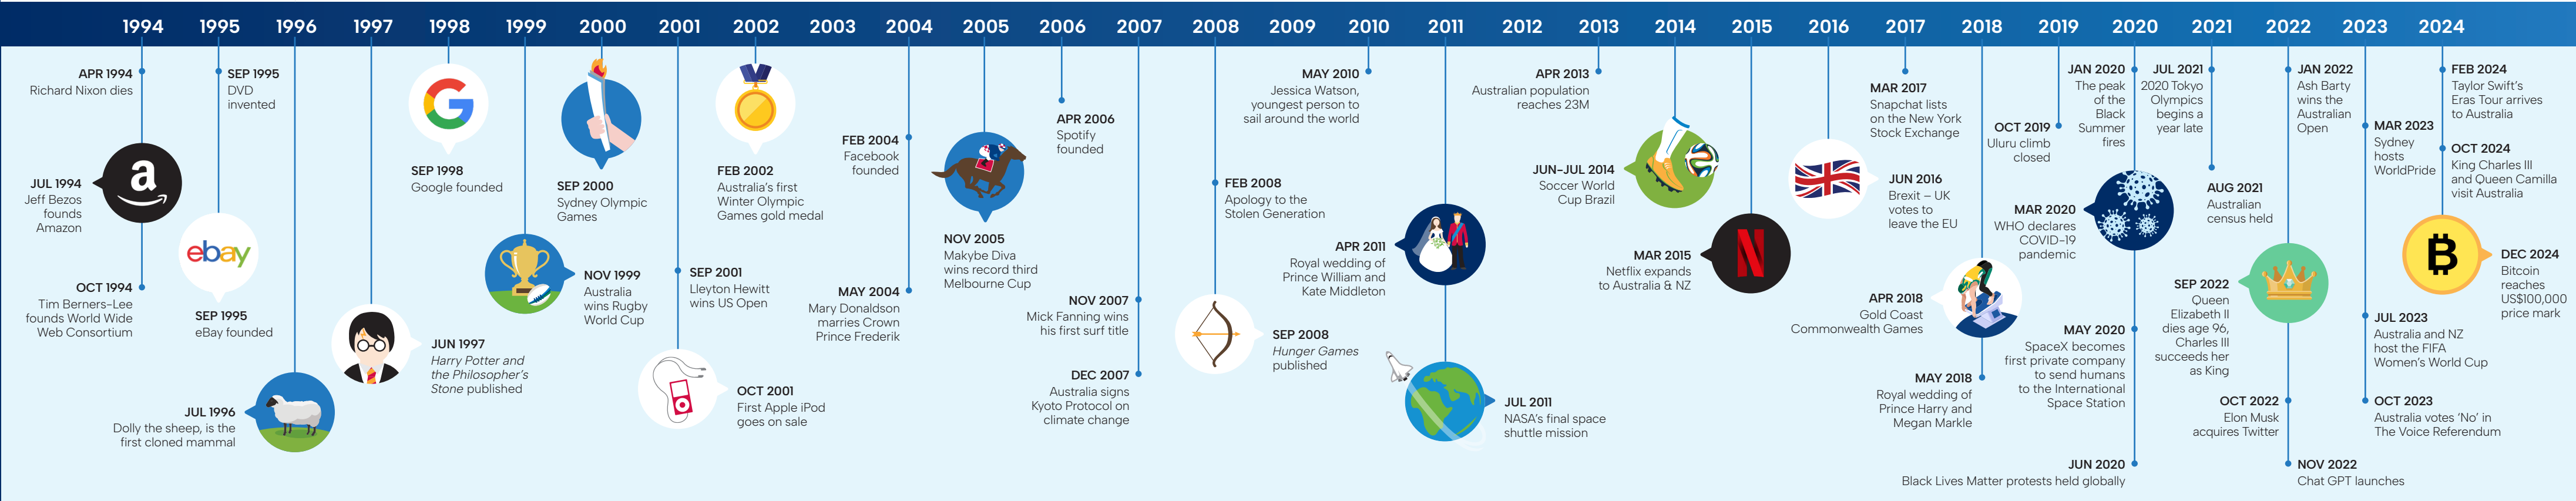 1994 1995 1996 1997 1998 1999 2000 2001 2002 2003 2004 2005 2006 2007 2008 2009 2010 2011 2012 2013 2014 2015 2016 2017 2018 2019 2020 2021 2022 2023 2024
APR 1994
Richard Nixon dies
a
JUL 1994
Jeff Bezos
founds
Amazon
OCT 1994
Tim Berners-Lee
founds World Wide
Web Consortium
SEP 1995
DVD
invented
ebay
SEP 1995
eBay founded
JUL 1996
Dolly the sheep, is the
first cloned mammal
JUN 1997
Harry Potter and
the Philosopher's
Stone published
G
SEP 1998
Google founded
NOV 1999
Australia
wins Rugby
World Cup
SEP 2000
Sydney Olympic
Games
SEP 2001
Lleyton Hewitt
wins US Open
OCT 2001
First Apple iPod
goes on sale
FEB 2002
Australia's first
Winter Olympic
Games gold medal
FEB 2004
Facebook
founded
MAY 2004
Mary Donaldson
marries Crown
Prince Frederik
NOV 2005
Makybe Diva
wins record third
Melbourne Cup
APR 2006
Spotify
founded
NOV 2007
Mick Fanning wins
his first surf title
DEC 2007
Australia signs
Kyoto Protocol on
climate change
FEB 2008
Apology to the
Stolen Generation
SEP 2008
Hunger Games
published
MAY 2010
Jessica Watson,
youngest person to
sail around the world
APR 2011
Royal wedding of
Prince William and
Kate Middleton
JUL 2011
NASA's final space
shuttle mission
APR 2013
Australian population
reaches 23M
JUN-JUL 2014
Soccer World
Cup Brazil
MAR 2015
Netflix expands
to Australia & NZ
N
JUN 2016
Brexit – UK
votes to
leave the EU
MAR 2017
Snapchat lists
on the New York
Stock Exchange
APR 2018
Gold Coast
Commonwealth Games
MAY 2018
Royal wedding of
Prince Harry and
Megan Markle
OCT 2019
Uluru climb
closed
JAN 2020
The peak
of the
Black
Summer
fires
MAR 2020
WHO declares
COVID-19
pandemic
MAY 2020
SpaceX becomes
first private company
to send humans
to the International
Space Station
JUN 2020
Black Lives Matter protests held globally
JUL 2021
2020 Tokyo
Olympics
begins a
year late
AUG 2021
Australian
census held
JAN 2022
Ash Barty
wins the
Australian
Open
SEP 2022
Queen
Elizabeth II
dies age 96,
Charles III
succeeds her
as King
OCT 2022
Elon Musk
acquires Twitter
NOV 2022
Chat GPT launches
MAR 2023
Sydney
hosts
WorldPride
JUL 2023
Australia and NZ
host the FIFA
Women's World Cup
OCT 2023
Australia votes 'No' in
The Voice Referendum
FEB 2024
Taylor Swift's
Eras Tour arrives
to Australia
OCT 2024
King Charles III
and Queen Camilla
visit Australia
B
DEC 2024
Bitcoin
reaches
US$100,000
price mark